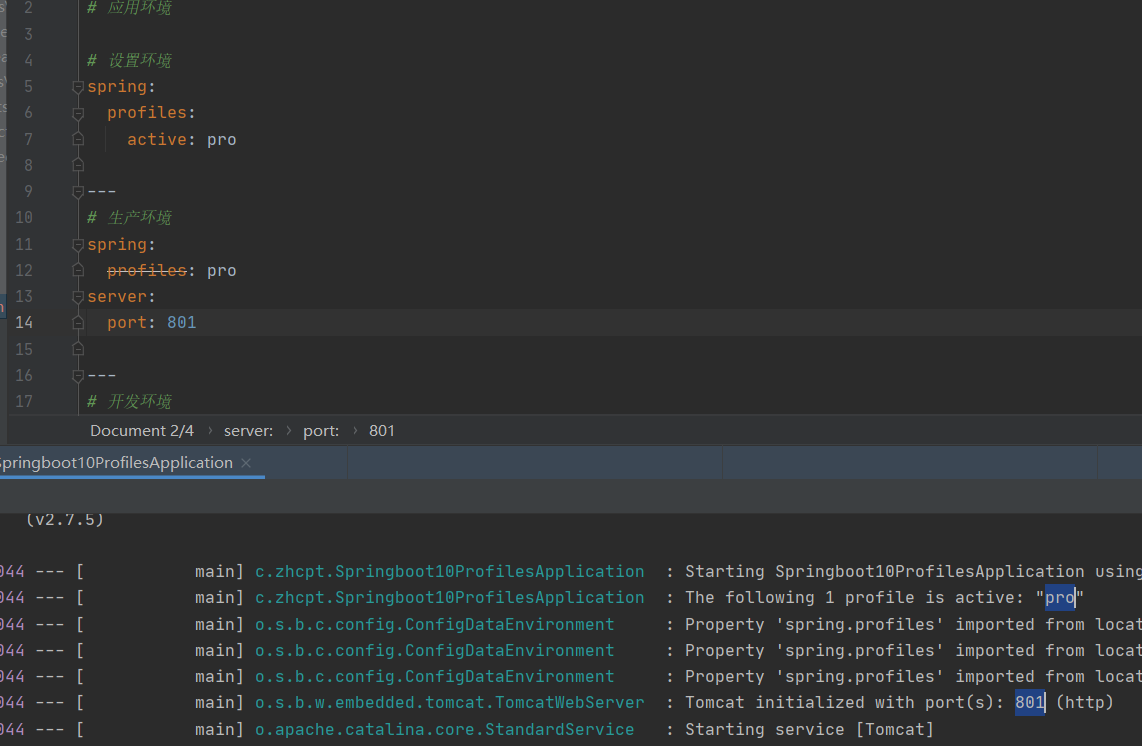 2 # 应用环境
3
4 # 设置环境
5 spring:
6 profiles:
7 active: pro
8
9 ---
10 # 生产环境
11 spring:
12 profiles: pro
13 server:
14 port: 801
15
16 ---
17 # 开发环境
Document 2/4 › server: › port: › 801
Springboot10ProfilesApplication ×
(v2.7.5)
044 --- [ main] c.zhcpt.Springboot10ProfilesApplication : Starting Springboot10ProfilesApplication using
044 --- [ main] c.zhcpt.Springboot10ProfilesApplication : The following 1 profile is active: "pro"
044 --- [ main] o.s.b.c.config.ConfigDataEnvironment : Property 'spring.profiles' imported from locat
044 --- [ main] o.s.b.c.config.ConfigDataEnvironment : Property 'spring.profiles' imported from locat
044 --- [ main] o.s.b.c.config.ConfigDataEnvironment : Property 'spring.profiles' imported from locat
044 --- [ main] o.s.b.w.embedded.tomcat.TomcatWebServer : Tomcat initialized with port(s): 801 (http)
044 --- [ main] o.apache.catalina.core.StandardService : Starting service [Tomcat]